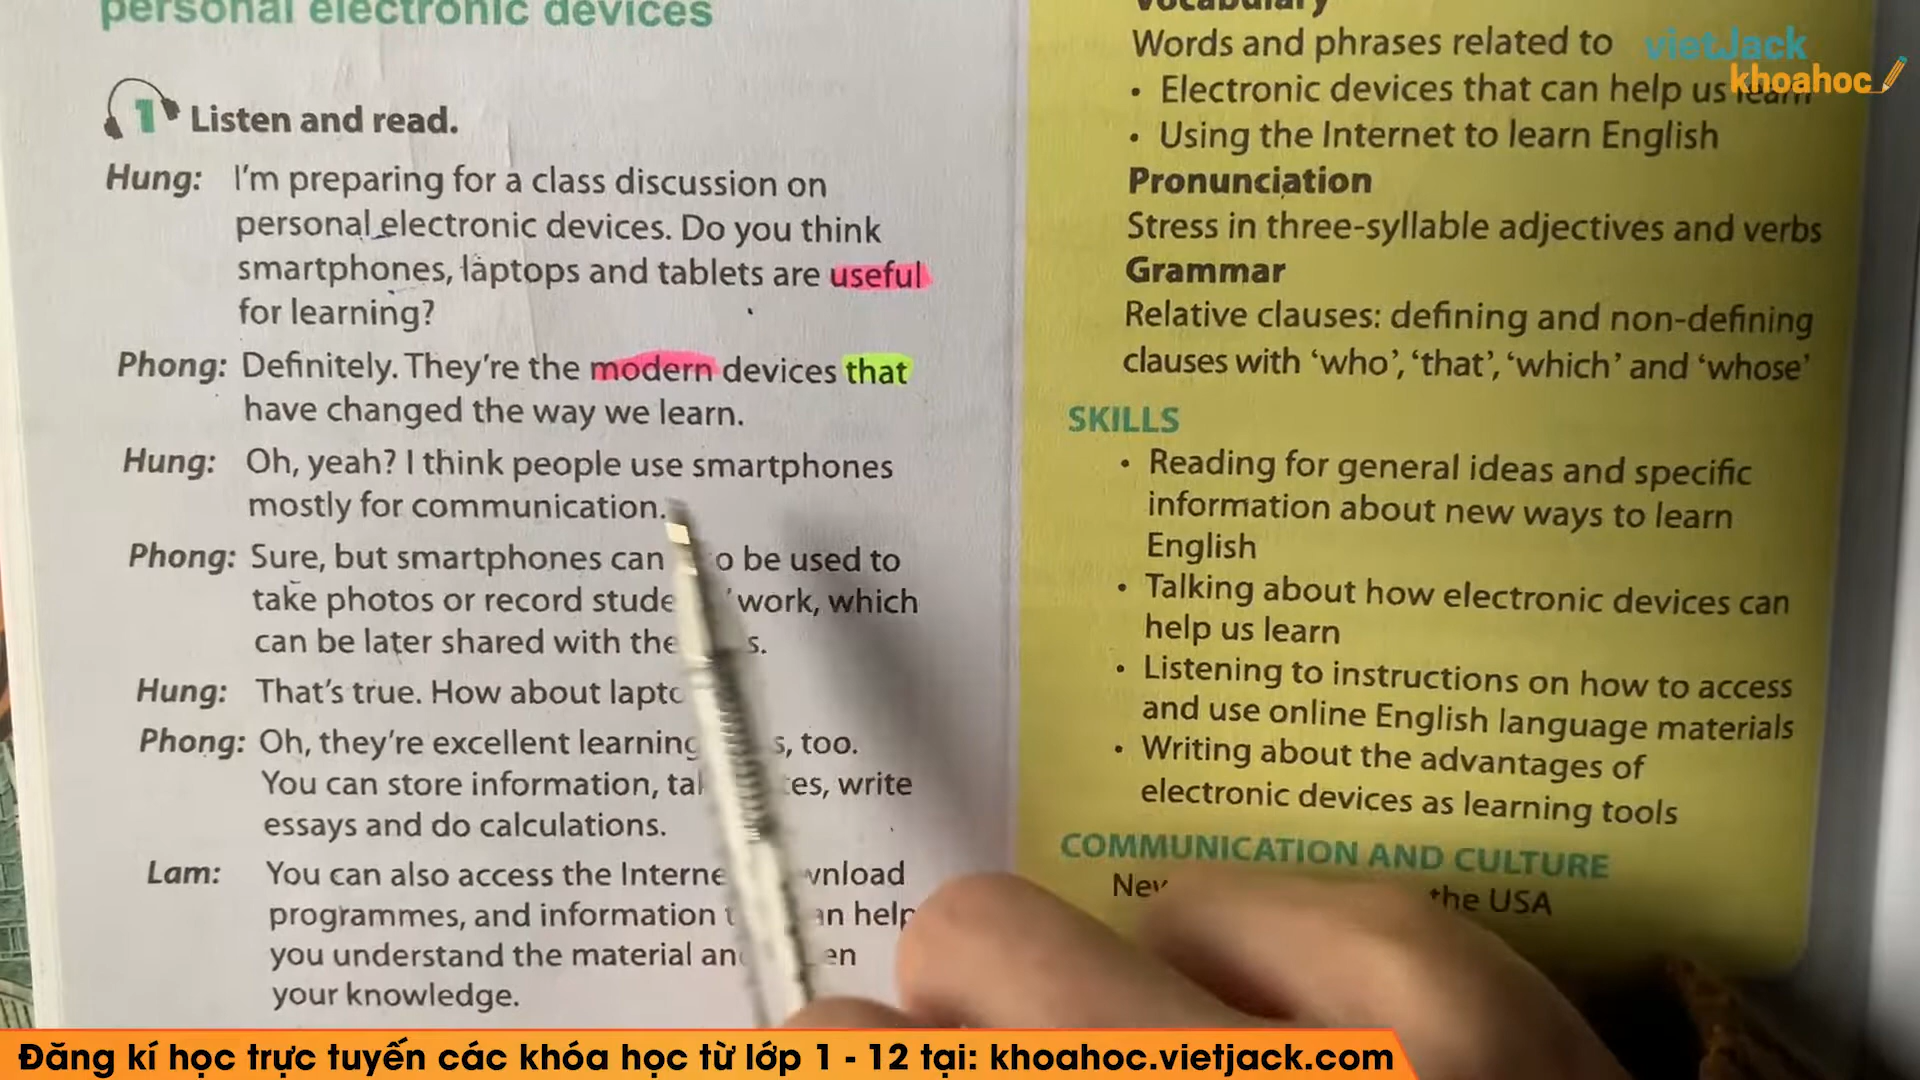 personal electronic devices
1 Listen and read.
Hung: I'm preparing for a class discussion on
personal electronic devices. Do you think
smartphones, laptops and tablets are useful
for learning?
Phong: Definitely. They're the modern devices that
have changed the way we learn.
Hung: Oh, yeah? I think people use smartphones
mostly for communication.
Phong: Sure, but smartphones can be used to
take photos or record work, which
can be later shared with
Hung: That's true. How about
Phong: Oh, they're excellent learning too.
You can store information, write
essays and do calculations.
Lam: You can also access the
programmes, and information help
you understand the material
your knowledge.
Vocabulary
Words and phrases related to
• Electronic devices that can help us learn
• Using the Internet to learn English
Pronunciation
Stress in three-syllable adjectives and verbs
Grammar
Relative clauses: defining and non-defining
clauses with 'who', 'that', 'which' and 'whose'
SKILLS
• Reading for general ideas and specific
information about new ways to learn
English
• Talking about how electronic devices can
help us learn
• Listening to instructions on how to access
and use online English language materials
• Writing about the advantages of
electronic devices as learning tools
COMMUNICATION AND CULTURE
the USA
vietJack
khoahoc
Đăng kí học trực tuyến các khóa học từ lớp 1 - 12 tại: khoahoc.vietjack.com